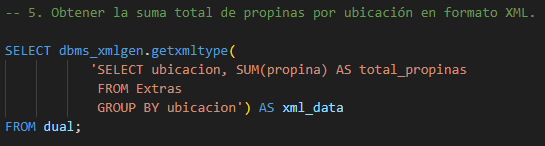 -- 5. Obtener la suma total de propinas por ubicación en formato XML.
SELECT dbms_xmlgen.getxmltype(
'SELECT ubicacion, SUM(propina) AS total_propinas
FROM Extras
GROUP BY ubicacion') AS xml_data
FROM dual;